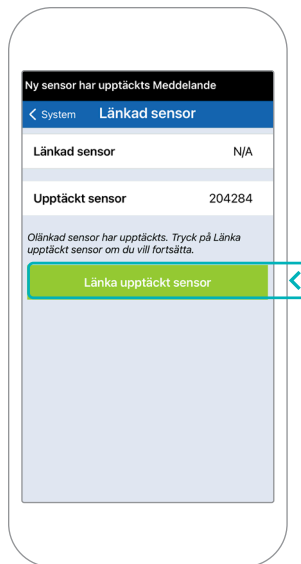 Ny sensor har upptäckts Meddelande
System Länkad sensor
Länkad sensor N/A
Upptäckt sensor 204284
Olänkad sensor har upptäckts. Tryck på Länka
upptäckt sensor om du vill fortsätta.
Länka upptäckt sensor